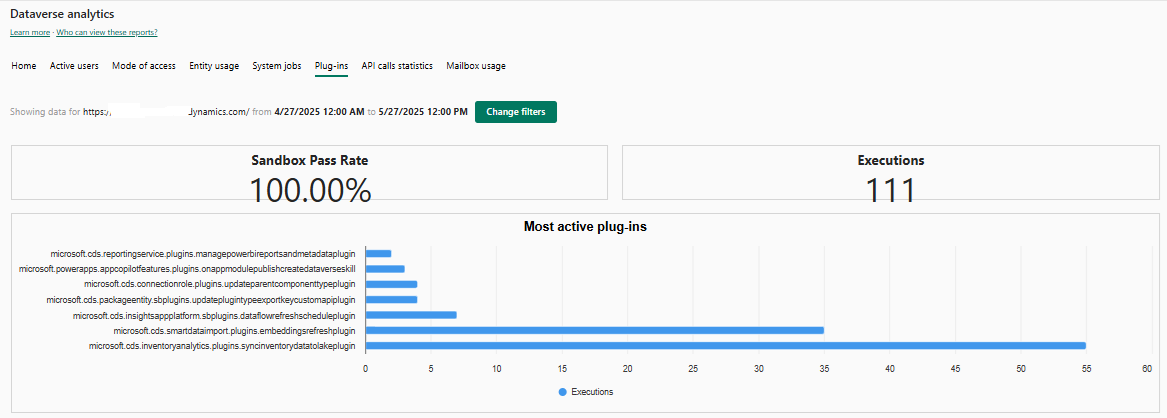 Dataverse analytics
Learn more · Who can view these reports?
Home Active users Mode of access Entity usage System jobs Plug-ins API calls statistics Mailbox usage
Showing data for https:/ dynamics.com/ from 4/27/2025 12:00 AM to 5/27/2025 12:00 PM Change filters
Sandbox Pass Rate Executions
100.00% 111
Most active plug-ins
microsoft.cds.reportingservice.plugins.managepowerbireportsandmetadataplugin
microsoft.powerapps.appcopilotfeatures.plugins.onappmodulepublishcreatedataverseskill
microsoft.cds.connectionrole.plugins.updateparentcomponenttypeplugin
microsoft.cds.packageentity.sbplugins.updateplugintypeexportkeycustomapiplugin
microsoft.cds.insightsappplatform.sbplugins.dataflowrefreshscheduleplugin
microsoft.cds.smartdataimport.plugins.embeddingsrefreshplugin
microsoft.cds.inventoryanalytics.plugins.syncinventorydatatolakeplugin
0 5 10 15 20 25 30 35 40 45 50 55 60
Executions